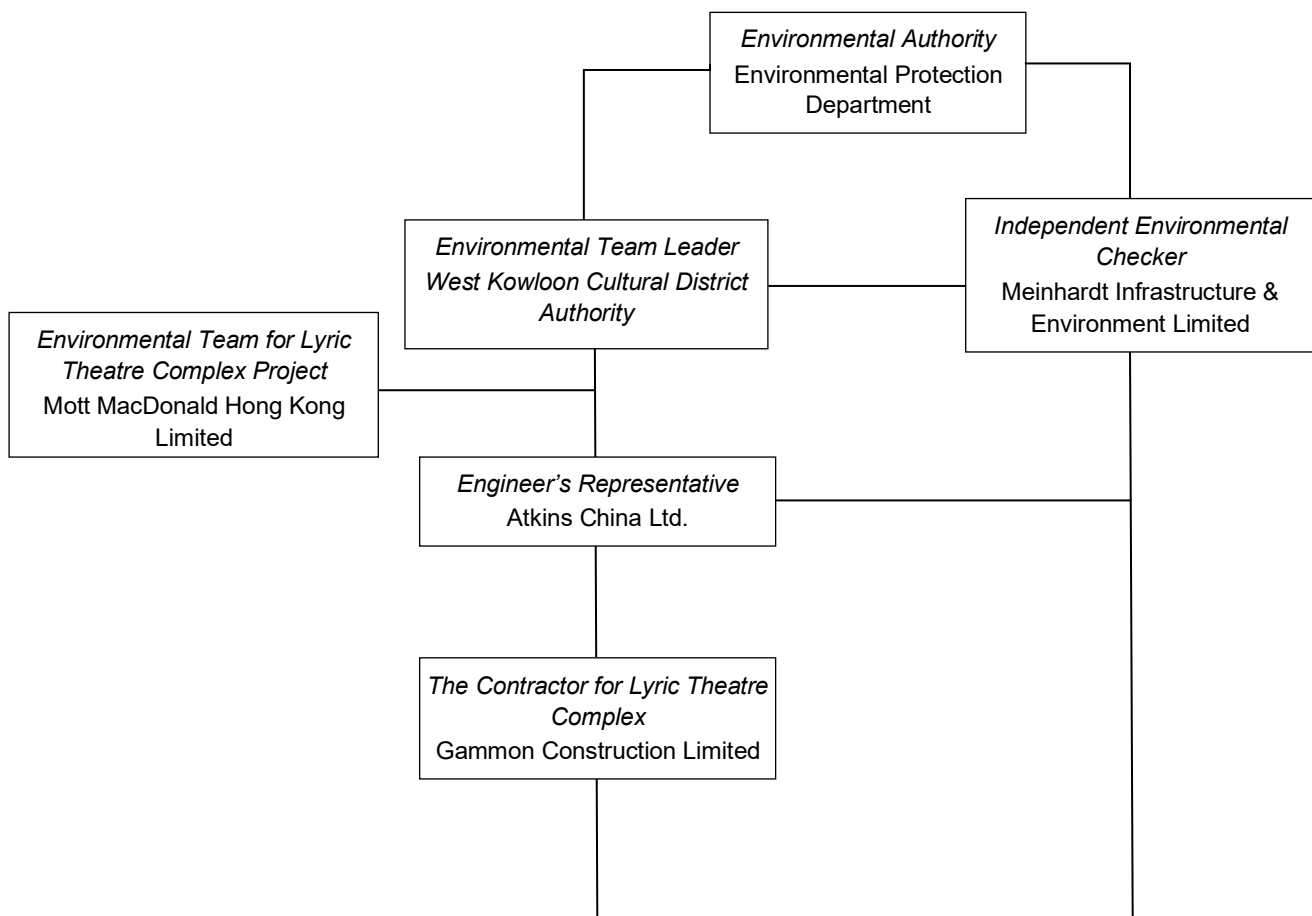 Environmental Authority
Environmental Protection
Department
Environmental Team Leader
West Kowloon Cultural District
Authority
Independent Environmental
Checker
Meinhardt Infrastructure &
Environment Limited
Environmental Team for Lyric
Theatre Complex Project
Mott MacDonald Hong Kong
Limited
Engineer’s Representative
Atkins China Ltd.
The Contractor for Lyric Theatre
Complex
Gammon Construction Limited